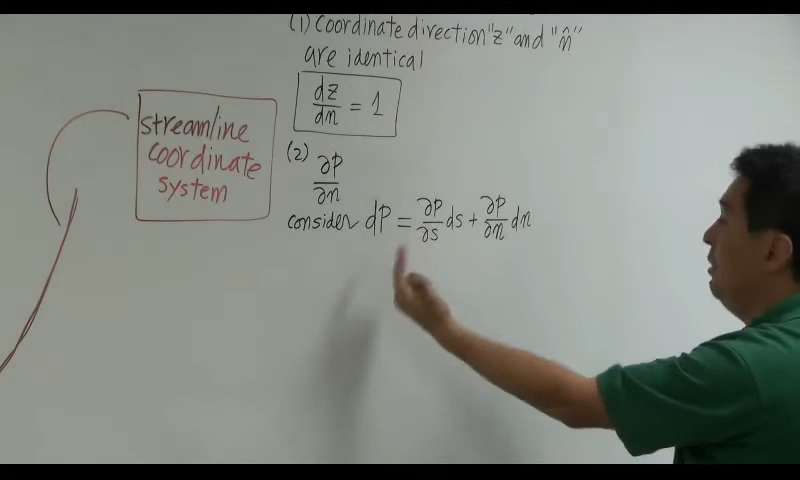 (1) Coordinate direction "z" and "n̂"
are identical
dz/dn = 1
streamline
coordinate
system
(2) ∂P/∂n
consider dP = ∂P/∂s ds + ∂P/∂n dn